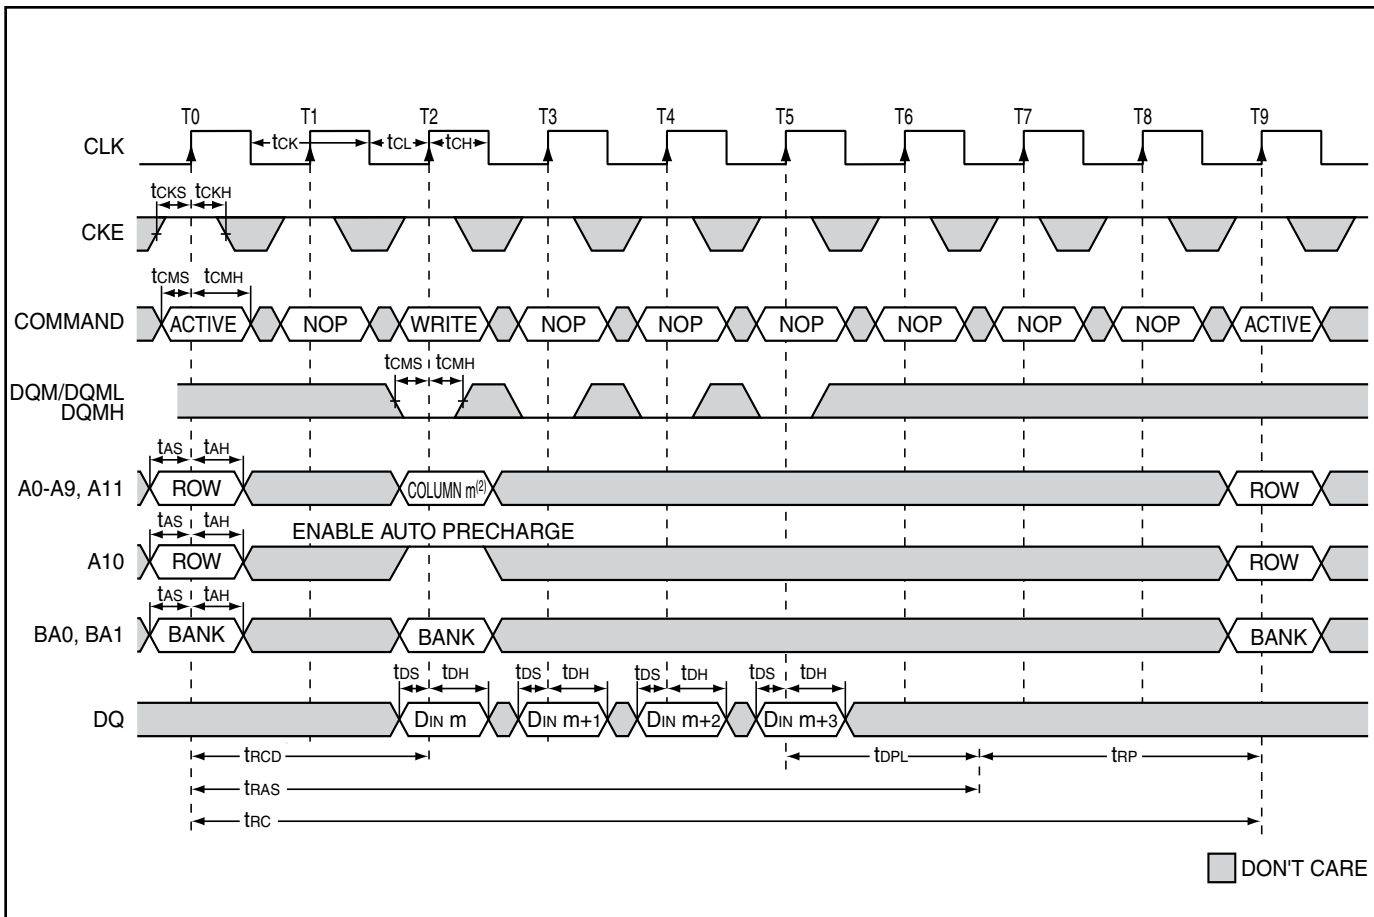 T0 T1 T2 T3 T4 T5 T6 T7 T8 T9
CLK tCK tCL tCH
tCKS tCKH
CKE
tCMS tCMH
COMMAND ACTIVE NOP WRITE NOP NOP NOP NOP NOP NOP ACTIVE
tCMS tCMH
DQM/DQML
DQMH
tAS tAH
A0-A9, A11 ROW COLUMN m(2) ROW
tAS tAH ENABLE AUTO PRECHARGE
A10 ROW ROW
tAS tAH
BA0, BA1 BANK BANK BANK
tDS tDH tDS tDH tDS tDH tDS tDH
DQ DIN m DIN m+1 DIN m+2 DIN m+3
tRCD tDPL tRP
tRAS
tRC
DON'T CARE